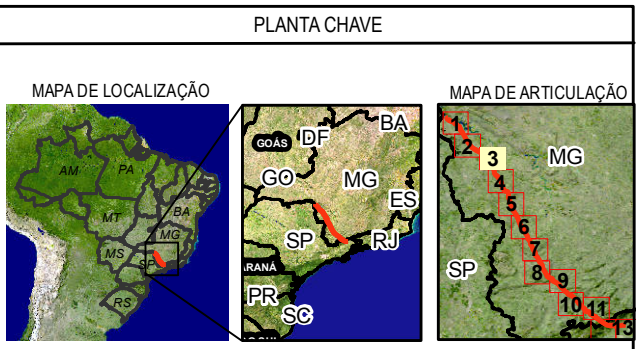 PLANTA CHAVE
MAPA DE LOCALIZAÇÃO
AM
PA
MT
BA
MS
MG
SP
RS
GOÁS
DF
BA
GO
MG
ES
SP
RJ
ARANÁ
PR
SC
MAPA DE ARTICULAÇÃO
1
2
3
MG
4
5
6
7
SP
8
9
10
11
13